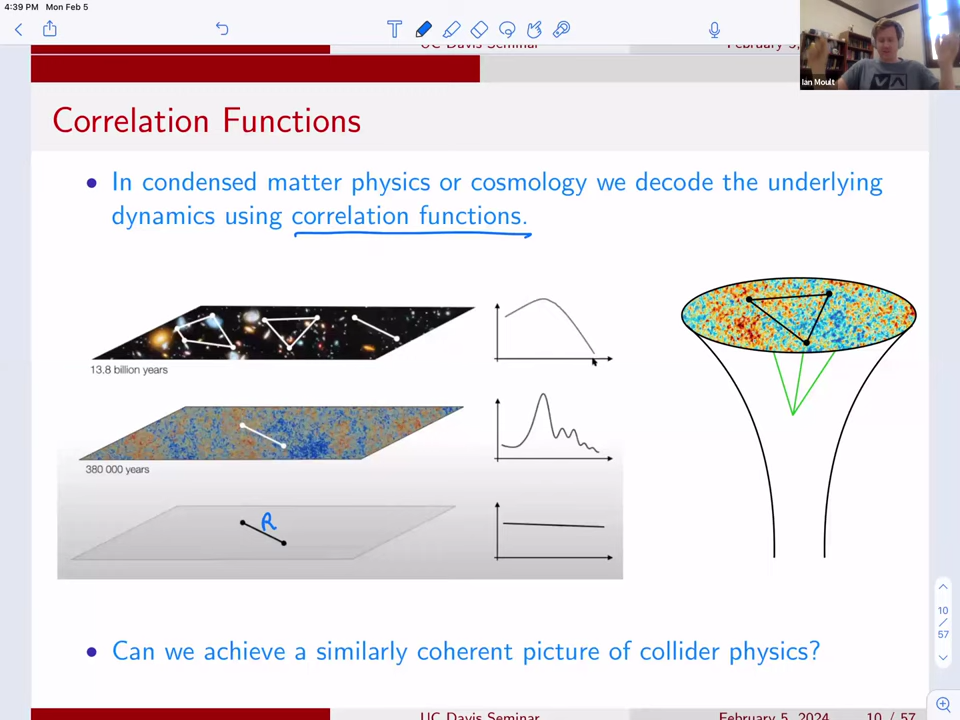 4:39 PM Mon Feb 5
UC Davis Seminar
February 5,
Ian Moult
Correlation Functions
In condensed matter physics or cosmology we decode the underlying
dynamics using correlation functions.
13.8 billion years
380 000 years
R
10
/
57
Can we achieve a similarly coherent picture of collider physics?
UC Davis Seminar
February 5, 2024
10 / 57